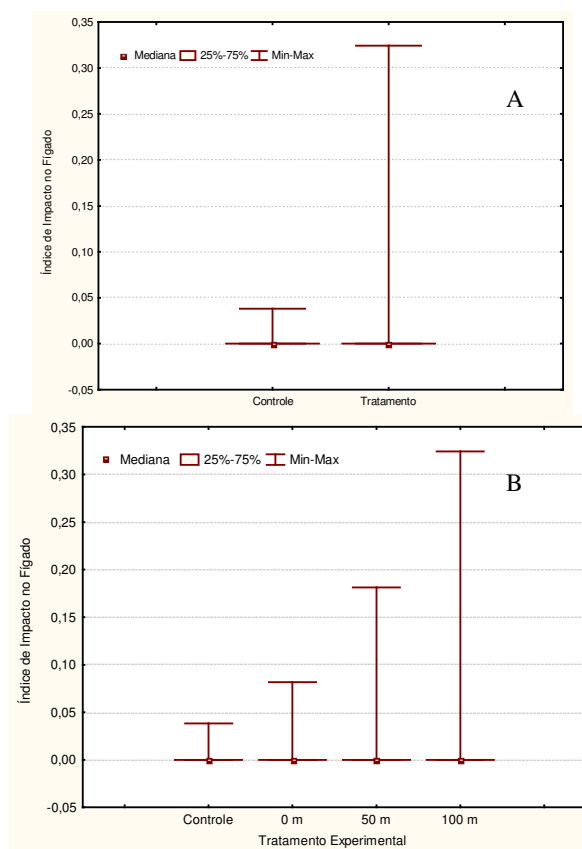 0,35
Mediana 25%-75% Min-Max
0,30
A
0,25
0,20
0,15
0,10
0,05
0,00
-0,05
Índice de Impacto no Fígado
Controle Tratamento
0,35
Mediana 25%-75% Min-Max
0,30
B
0,25
0,20
0,15
0,10
0,05
0,00
-0,05
Índice de Impacto no Fígado
Controle 0 m 50 m 100 m
Tratamento Experimental